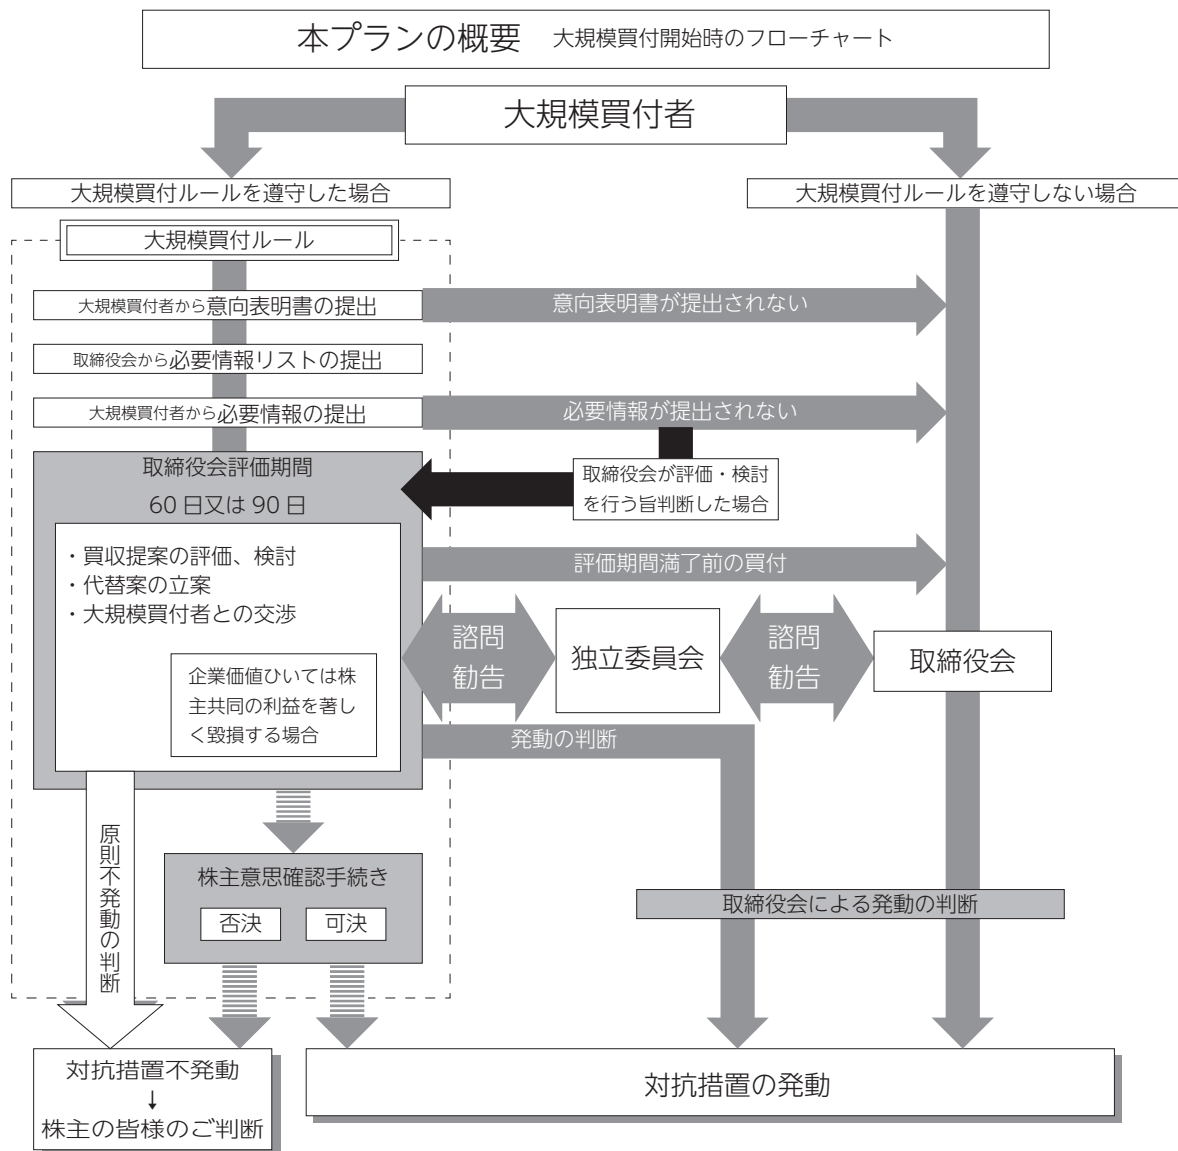 本プランの概要 大規模買付開始時のフローチャート
大規模買付者
大規模買付ルールを遵守した場合
大規模買付ルールを遵守しない場合
大規模買付ルール
大規模買付者から意向表明書の提出
意向表明書が提出されない
取締役会から必要情報リストの提出
大規模買付者から必要情報の提出
必要情報が提出されない
取締役会評価期間
60 日又は 90 日
取締役会が評価・検討
を行う旨判断した場合
・買収提案の評価、検討
・代替案の立案
・大規模買付者との交渉
評価期間満了前の買付
諮問
勧告
独立委員会
諮問
勧告
取締役会
企業価値ひいては株
主共同の利益を著し
く毀損する場合
発動の判断
原則不発動の判断
株主意思確認手続き
否決
可決
取締役会による発動の判断
対抗措置不発動
↓
株主の皆様のご判断
対抗措置の発動